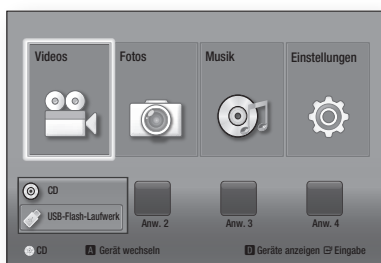 Videos Fotos Musik Einstellungen
CD
USB-Flash-Laufwerk
Anw. 2 Anw. 3 Anw. 4
CD A Gerät wechseln D Geräte anzeigen Eingabe